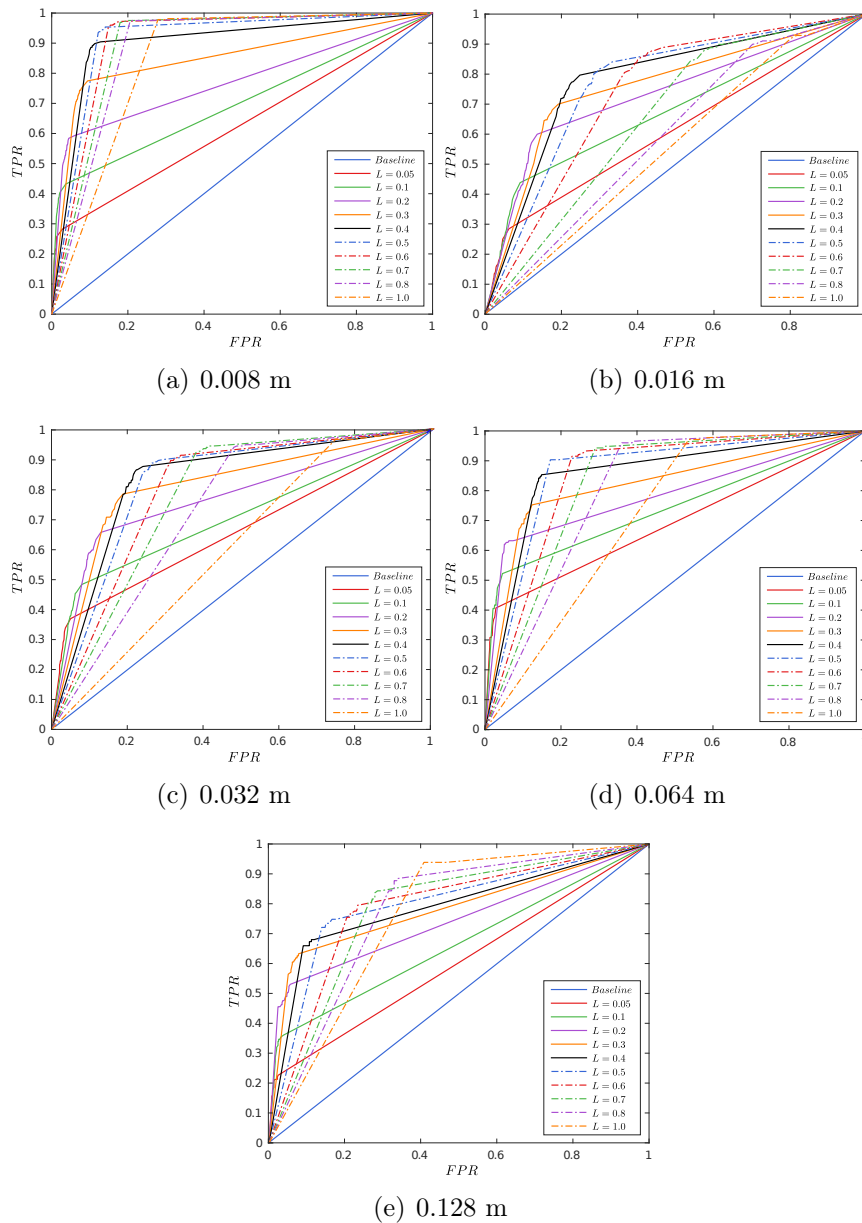 1
0.9
0.8
0.7
0.6
0.5
0.4
0.3
0.2
0.1
0
TPR
0 0.2 0.4 0.6 0.8 1
FPR
Baseline
L = 0.05
L = 0.1
L = 0.2
L = 0.3
L = 0.4
L = 0.5
L = 0.6
L = 0.7
L = 0.8
L = 1.0
(a) 0.008 m
1
0.9
0.8
0.7
0.6
0.5
0.4
0.3
0.2
0.1
0
TPR
0 0.2 0.4 0.6 0.8
FPR
Baseline
L = 0.05
L = 0.1
L = 0.2
L = 0.3
L = 0.4
L = 0.5
L = 0.6
L = 0.7
L = 0.8
L = 1.0
(b) 0.016 m
1
0.9
0.8
0.7
0.6
0.5
0.4
0.3
0.2
0.1
0
TPR
0 0.2 0.4 0.6 0.8 1
FPR
Baseline
L = 0.05
L = 0.1
L = 0.2
L = 0.3
L = 0.4
L = 0.5
L = 0.6
L = 0.7
L = 0.8
L = 1.0
(c) 0.032 m
1
0.9
0.8
0.7
0.6
0.5
0.4
0.3
0.2
0.1
0
TPR
0 0.2 0.4 0.6 0.8 1
FPR
Baseline
L = 0.05
L = 0.1
L = 0.2
L = 0.3
L = 0.4
L = 0.5
L = 0.6
L = 0.7
L = 0.8
L = 1.0
(d) 0.064 m
1
0.9
0.8
0.7
0.6
0.5
0.4
0.3
0.2
0.1
0
TPR
0 0.2 0.4 0.6 0.8 1
FPR
Baseline
L = 0.05
L = 0.1
L = 0.2
L = 0.3
L = 0.4
L = 0.5
L = 0.6
L = 0.7
L = 0.8
L = 1.0
(e) 0.128 m